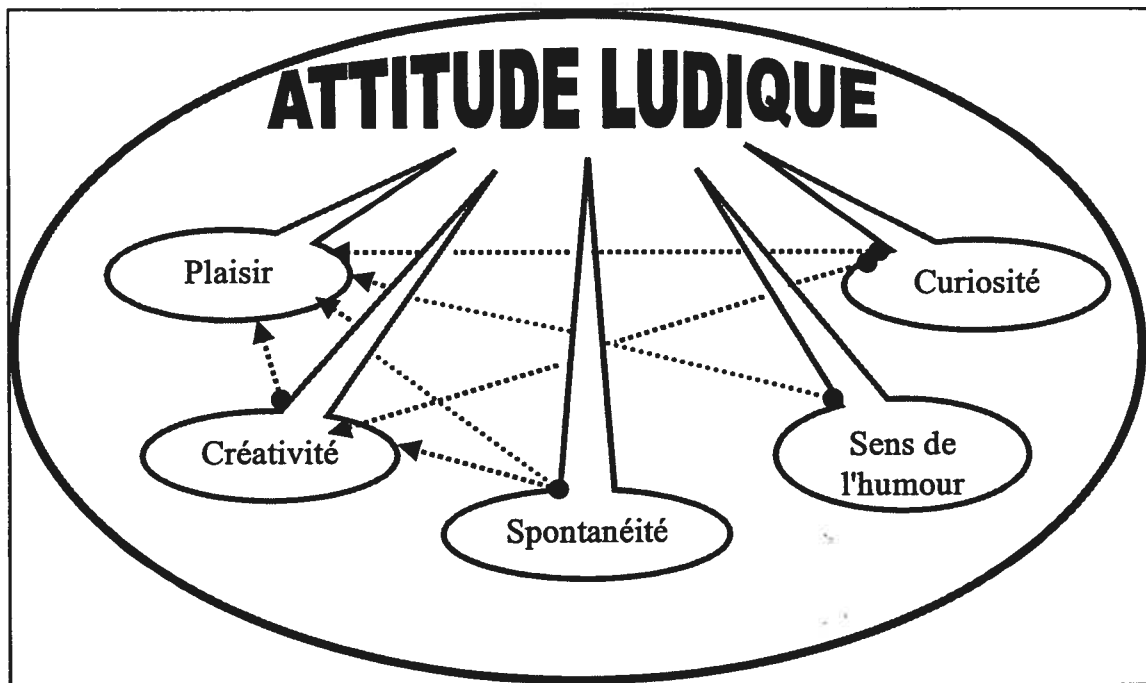 ATTITUDE LUDIQUE
Plaisir
Curiosité
Créativité
Sens de
l'humour
Spontanéité